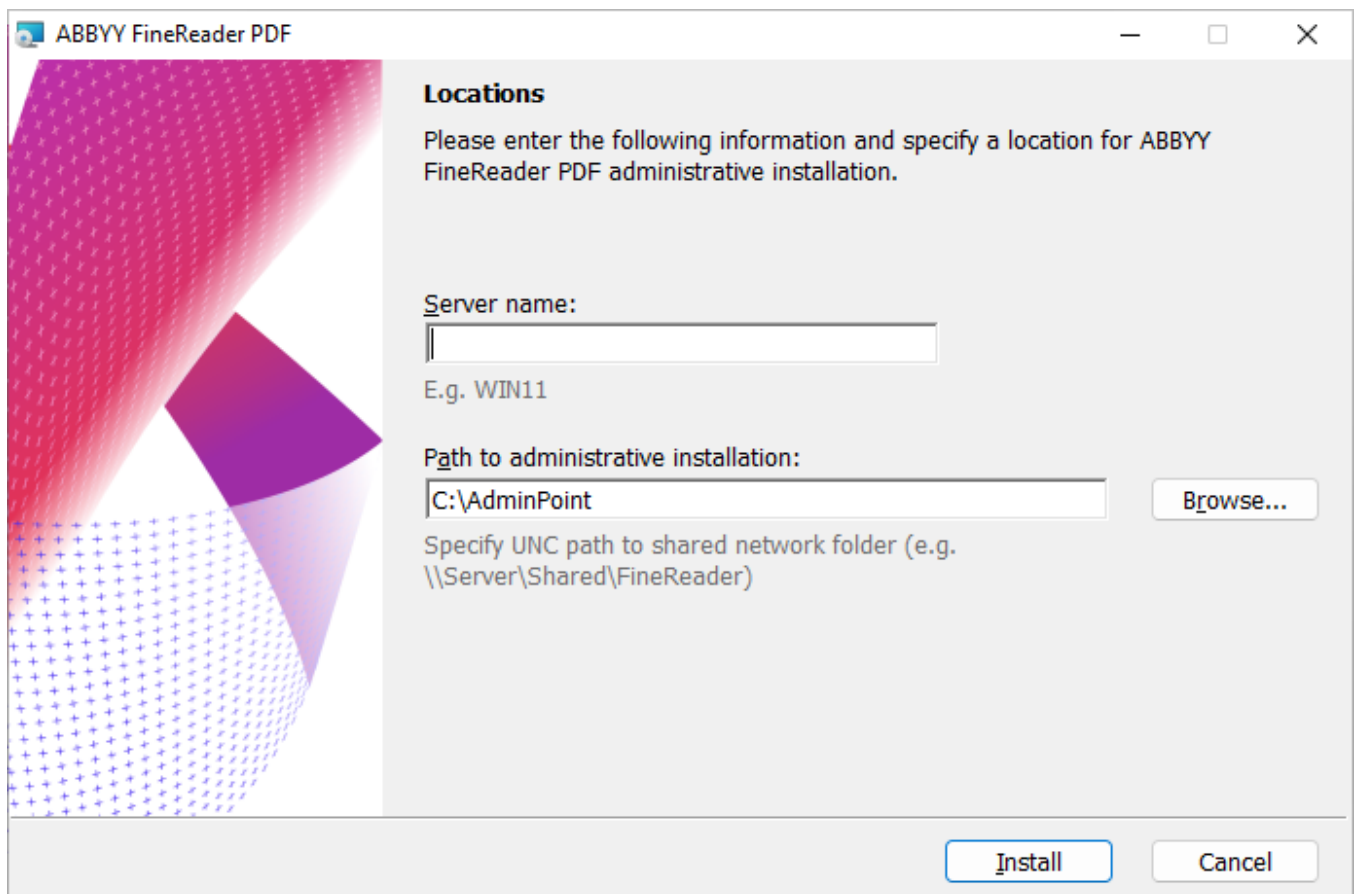 ABBYY FineReader PDF
Locations
Please enter the following information and specify a location for ABBYY
FineReader PDF administrative installation.
Server name:
E.g. WIN11
Path to administrative installation:
C:\AdminPoint
Browse...
Specify UNC path to shared network folder (e.g.
\\Server\Shared\FineReader)
Install
Cancel